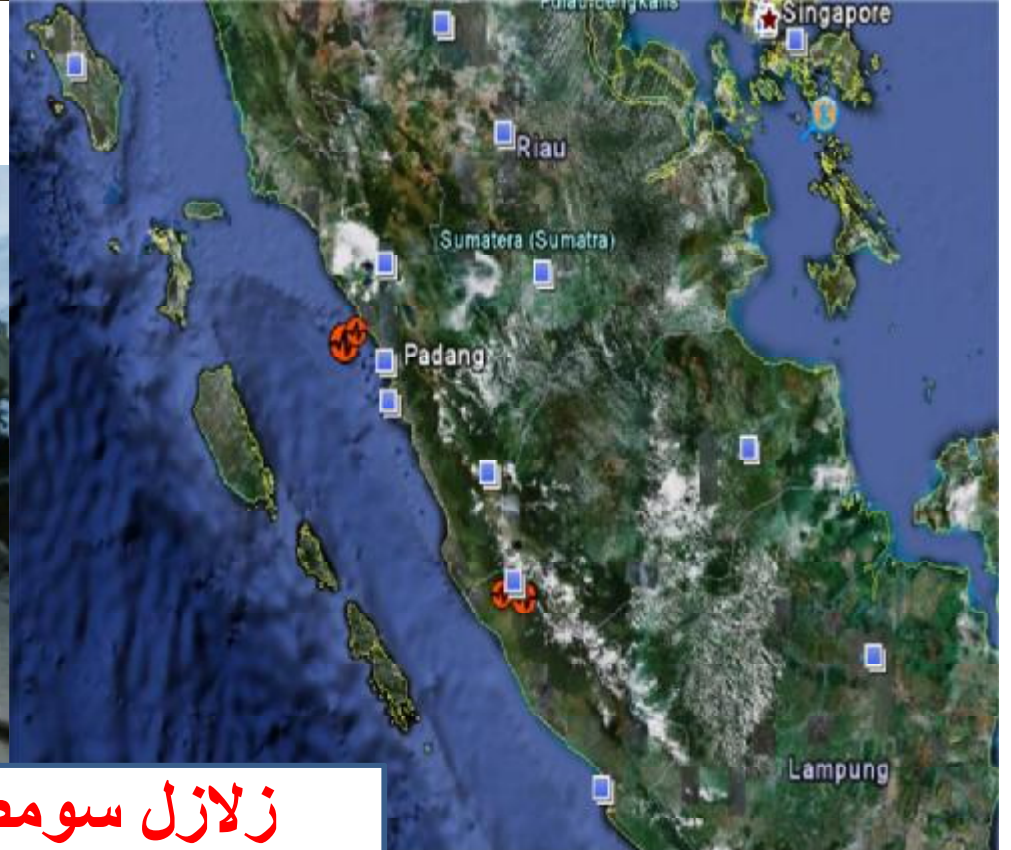 Singapore
Riau
Sumatera (Sumatra)
Padang
Lampung
زلازل